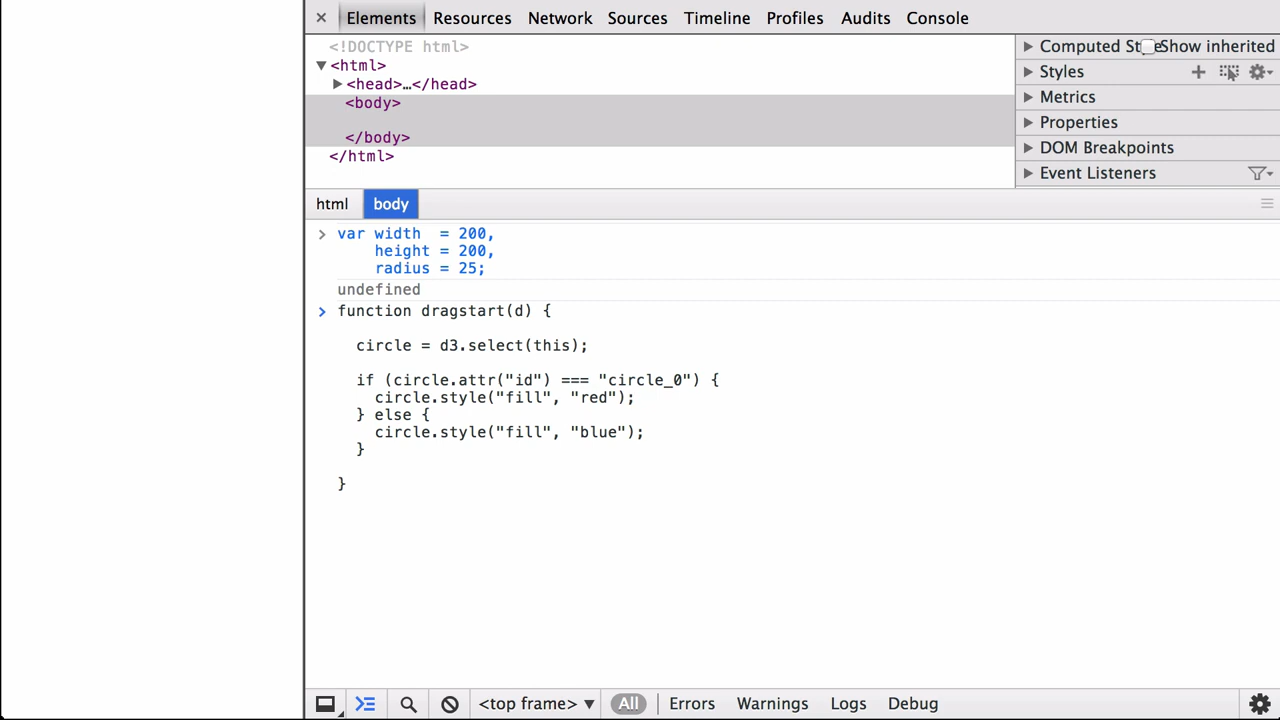 × Elements Resources Network Sources Timeline Profiles Audits Console
<!DOCTYPE html>
▼<html>
▶<head>…</head>
<body>
</body>
</html>
▶ Computed Style Show inherited
▶ Styles
▶ Metrics
▶ Properties
▶ DOM Breakpoints
▶ Event Listeners
html body
> var width  = 200,
height = 200,
radius = 25;
undefined
> function dragstart(d) {
circle = d3.select(this);
if (circle.attr("id") === "circle_0") {
circle.style("fill", "red");
} else {
circle.style("fill", "blue");
}
}
<top frame> ▼ All Errors Warnings Logs Debug